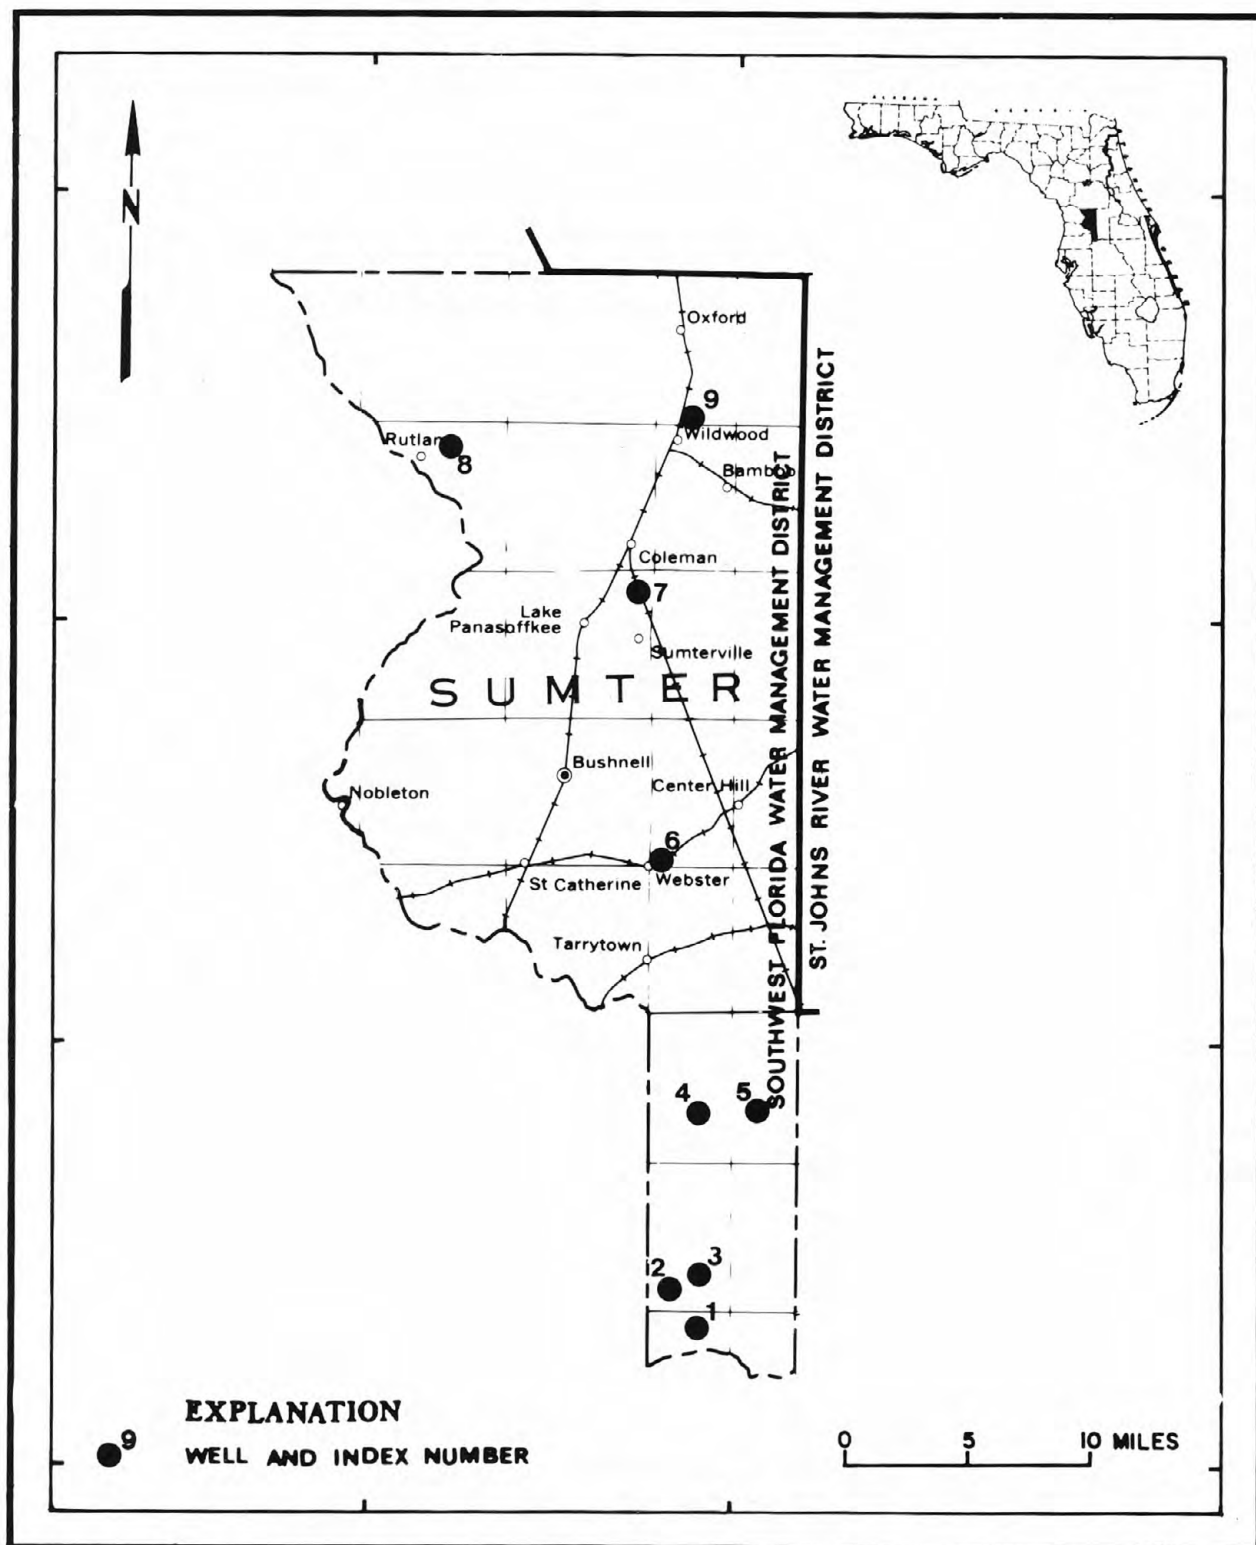 N
Oxford
9
Wildwood
Rutlan
8
Bamboo
Coleman
7
Lake
Panasoffkee
Sumterville
SUMTER
Bushnell
Nobleton
Center Hill
6
St Catherine
Webster
Tarrytown
SOUTHWEST FLORIDA WATER MANAGEMENT DISTRICT
ST. JOHNS RIVER WATER MANAGEMENT DISTRICT
4
5
2
3
1
EXPLANATION
9
WELL AND INDEX NUMBER
0 5 10 MILES